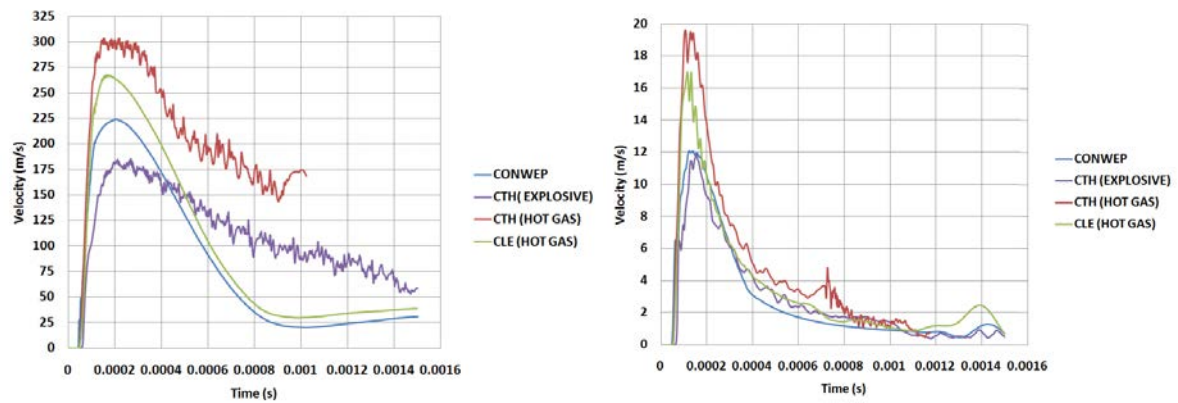 325
300
275
250
225
200
175
150
125
100
75
50
25
0
Velocity (m/s)
0 0.0002 0.0004 0.0006 0.0008 0.001 0.0012 0.0014 0.0016
Time (s)
CONWEP
CTH( EXPLOSIVE)
CTH (HOT GAS)
CLE (HOT GAS)
20
18
16
14
12
10
8
6
4
2
0
Velocity (m/s)
0 0.0002 0.0004 0.0006 0.0008 0.001 0.0012 0.0014 0.0016
Time (s)
CONWEP
CTH (EXPLOSIVE)
CTH (HOT GAS)
CLE (HOT GAS)